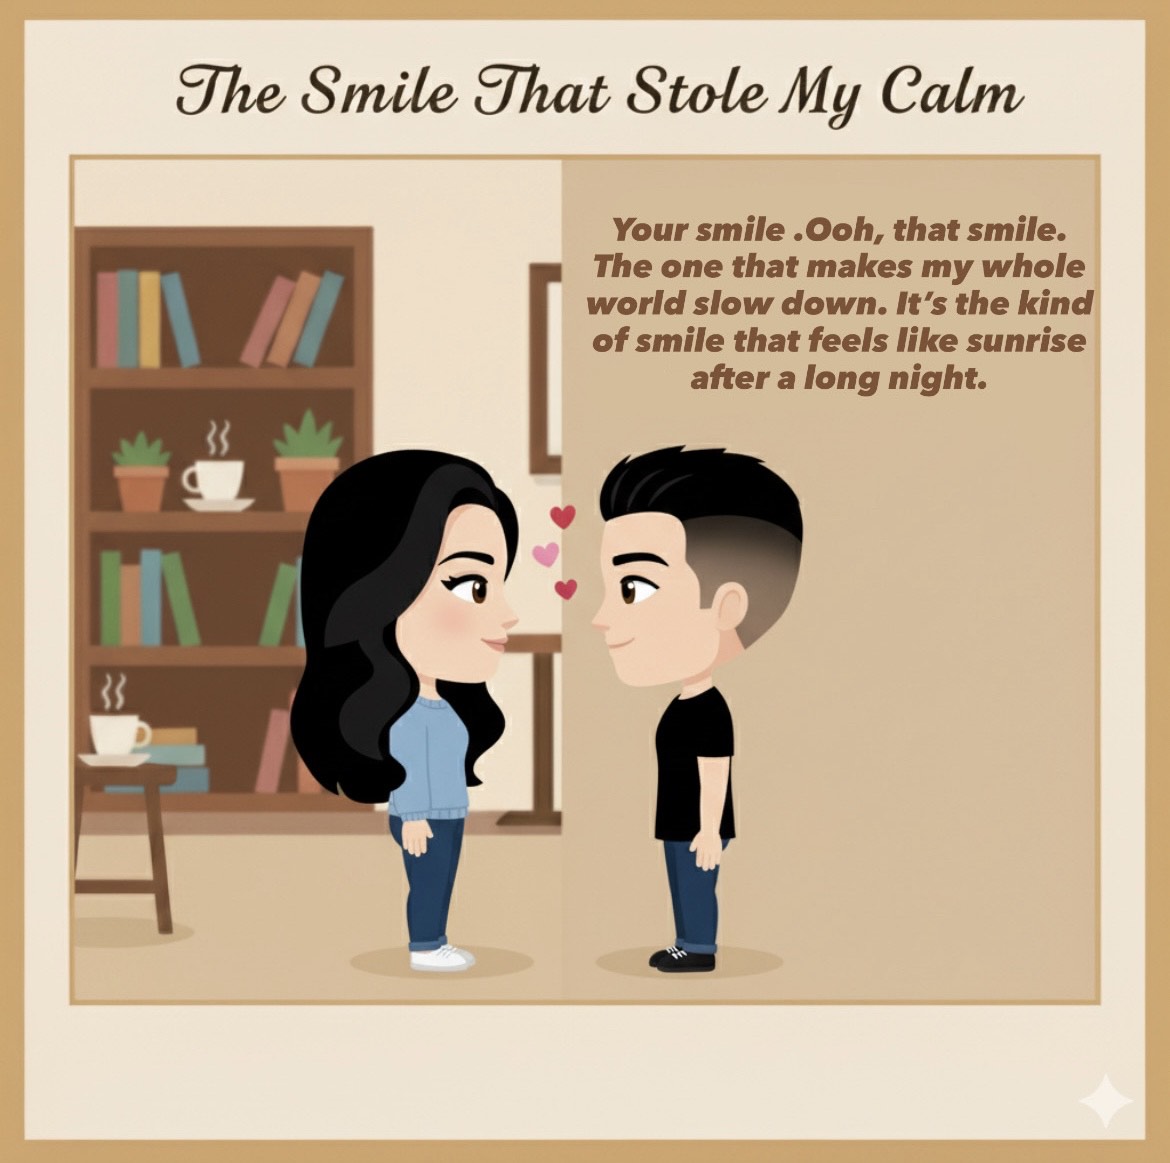 The Smile That Stole My Calm
Your smile .Ooh, that smile.
The one that makes my whole
world slow down. It’s the kind
of smile that feels like sunrise
after a long night.